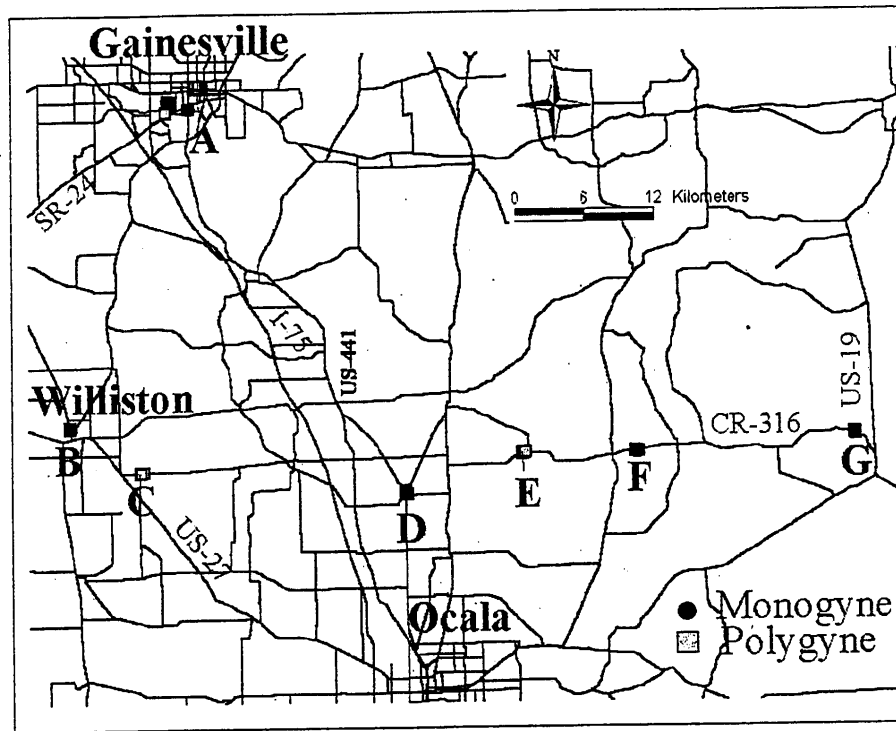 Gainesville
N
A
SR-24
0 6 12 Kilometers
I-75
US-441
US-19
Williston
CR-316
B
C
D
E
F
G
US-27
Ocala
Monogyne
Polygyne